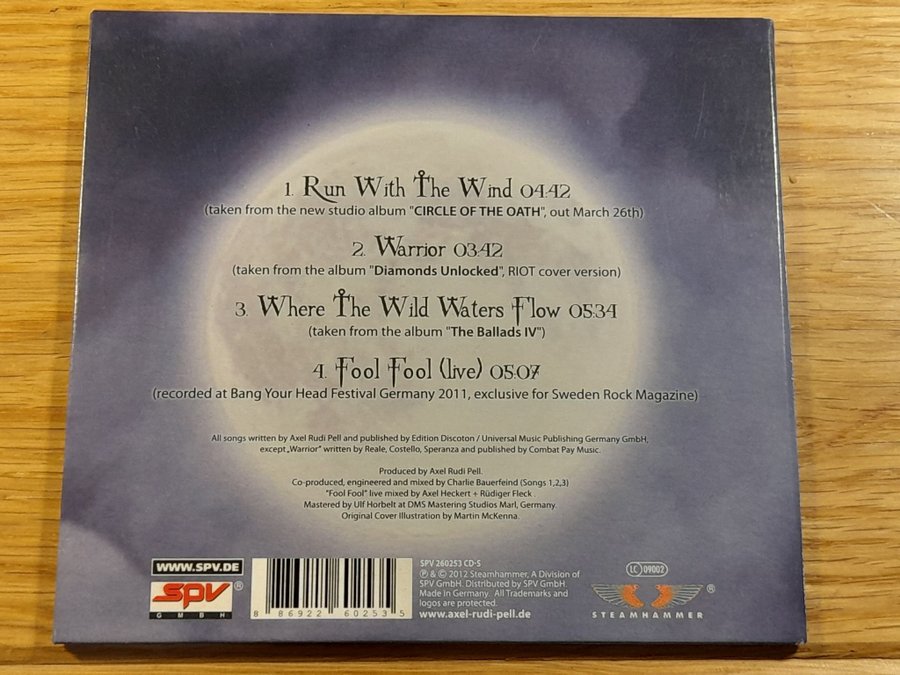 1. Run With The Wind 04:42
(taken from the new studio album "CIRCLE OF THE OATH", out March 26th)
2. Warrior 03:42
(taken from the album "Diamonds Unlocked", RIOT cover version)
3. Where The Wild Waters Flow 05:34
(taken from the album "The Ballads IV")
4. Fool Fool (live) 05:07
(recorded at Bang Your Head Festival Germany 2011, exclusive for Sweden Rock Magazine)
All songs written by Axel Rudi Pell and published by Edition Discoton / Universal Music Publishing Germany GmbH,
except „Warrior" written by Reale, Costello, Speranza and published by Combat Pay Music.
Produced by Axel Rudi Pell.
Co-produced, engineered and mixed by Charlie Bauerfeind (Songs 1,2,3)
"Fool Fool" live mixed by Axel Heckert + Rüdiger Fleck
Mastered by Ulf Horbelt at DMS Mastering Studios Marl, Germany
Original Cover Illustration by Martin McKenna.
WWW.SPV.DE
SPV ®
GMBH
8 86922 60253 5
SPV 260253 CD-S
℗ & © 2012 Steamhammer, A Division of
SPV GmbH. Distributed by SPV GmbH
Made in Germany. All Trademarks and
logos are protected.
www.axel-rudi-pell.de
LC 09002
®
STEAMHAMMER